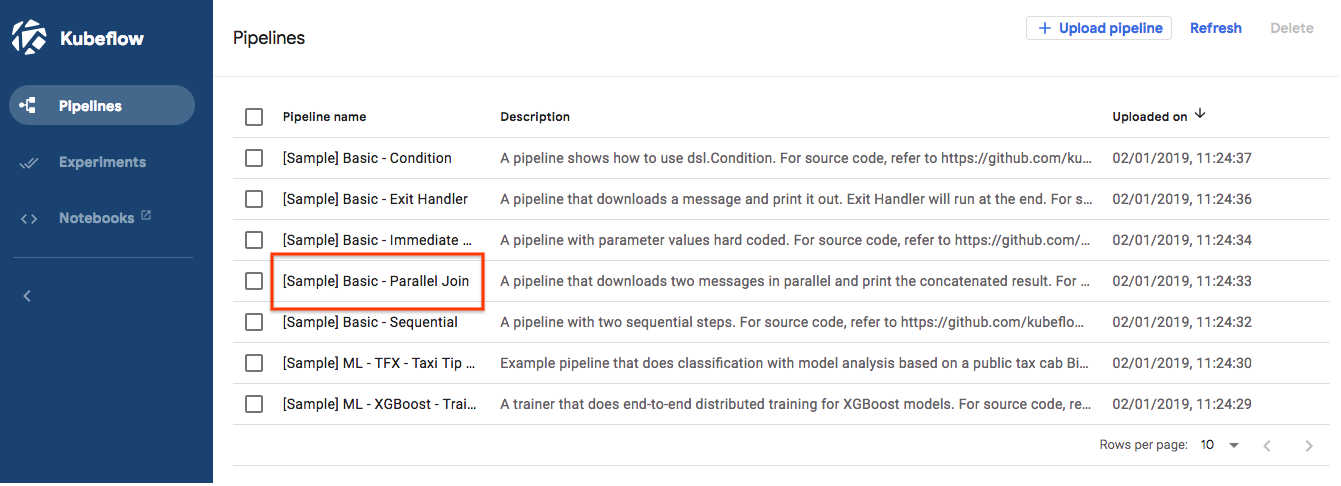 Kubeflow
Pipelines
Experiments
Notebooks
Pipelines
+ Upload pipeline Refresh Delete
Pipeline name Description Uploaded on
[Sample] Basic - Condition A pipeline shows how to use dsl.Condition. For source code, refer to https://github.com/ku... 02/01/2019, 11:24:37
[Sample] Basic - Exit Handler A pipeline that downloads a message and print it out. Exit Handler will run at the end. For s... 02/01/2019, 11:24:36
[Sample] Basic - Immediate ... A pipeline with parameter values hard coded. For source code, refer to https://github.com/... 02/01/2019, 11:24:34
[Sample] Basic - Parallel Join A pipeline that downloads two messages in parallel and print the concatenated result. For ... 02/01/2019, 11:24:33
[Sample] Basic - Sequential A pipeline with two sequential steps. For source code, refer to https://github.com/kubeflo... 02/01/2019, 11:24:32
[Sample] ML - TFX - Taxi Tip ... Example pipeline that does classification with model analysis based on a public tax cab Bi... 02/01/2019, 11:24:30
[Sample] ML - XGBoost - Trai... A trainer that does end-to-end distributed training for XGBoost models. For source code, re... 02/01/2019, 11:24:29
Rows per page: 10